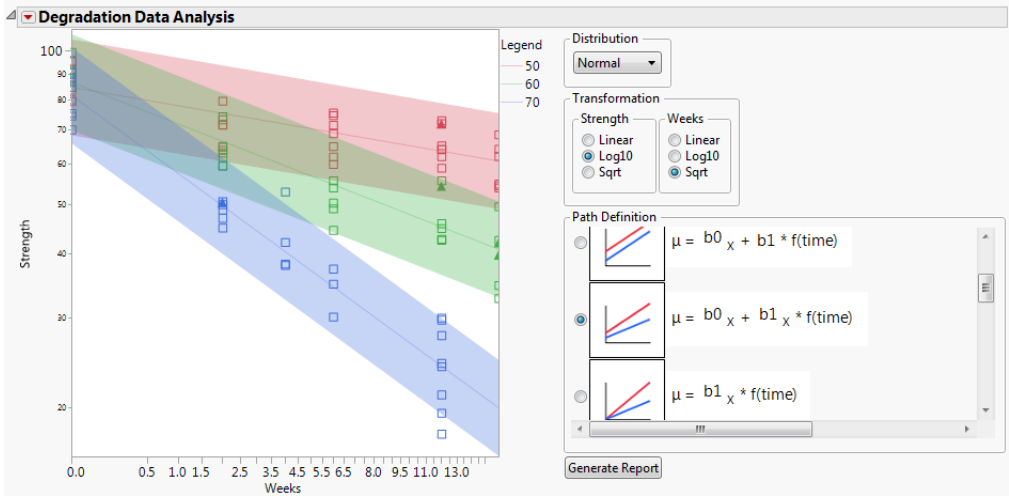 Degradation Data Analysis
Strength
100
90
80
70
60
50
40
30
20
0.0 0.5 1.0 1.5 2.5 3.5 4.5 5.5 6.5 8.0 9.5 11.0 13.0
Weeks
Legend
50
60
70
Distribution
Normal
Transformation
Strength Weeks
Linear Linear
Log10 Log10
Sqrt Sqrt
Path Definition
μ = b0 X + b1 * f(time)
μ = b0 X + b1 X * f(time)
μ = b1 X * f(time)
Generate Report